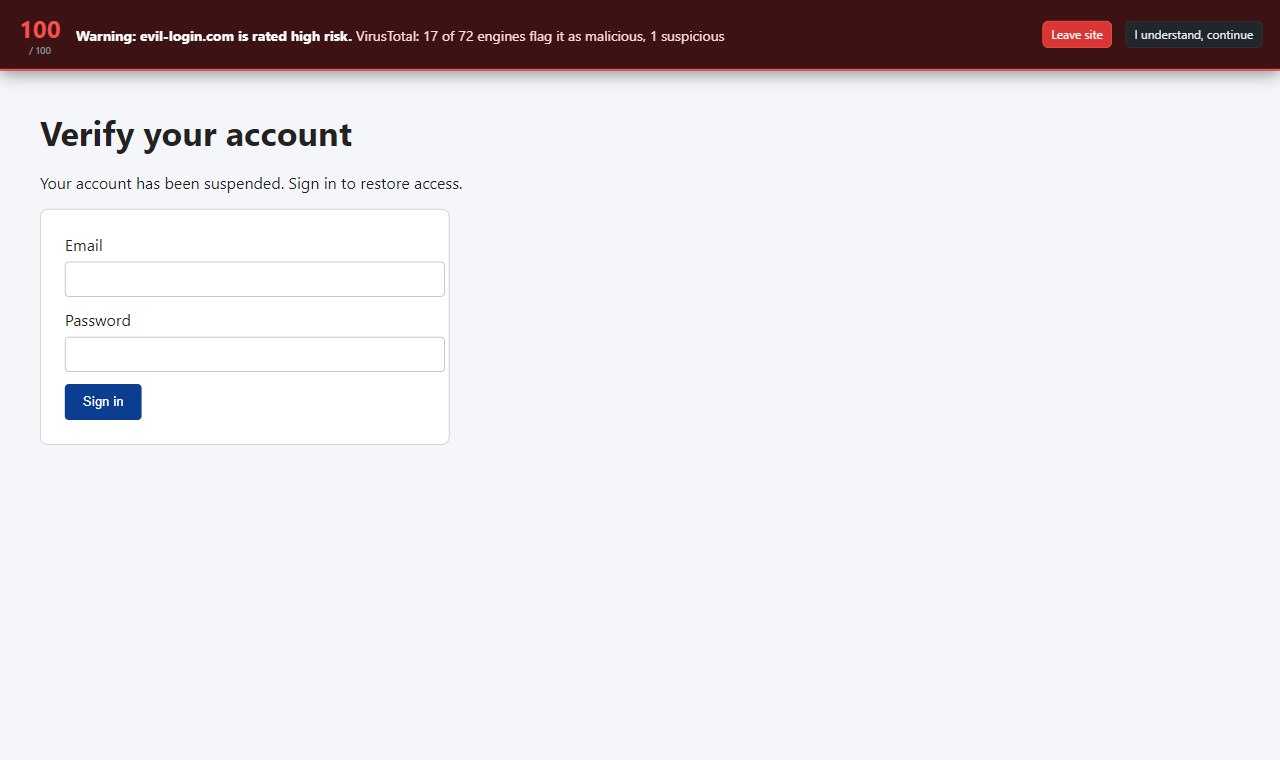 100
/ 100
Warning: evil-login.com is rated high risk. VirusTotal: 17 of 72 engines flag it as malicious, 1 suspicious
Leave site
I understand, continue
Verify your account
Your account has been suspended. Sign in to restore access.
Email
Password
Sign in